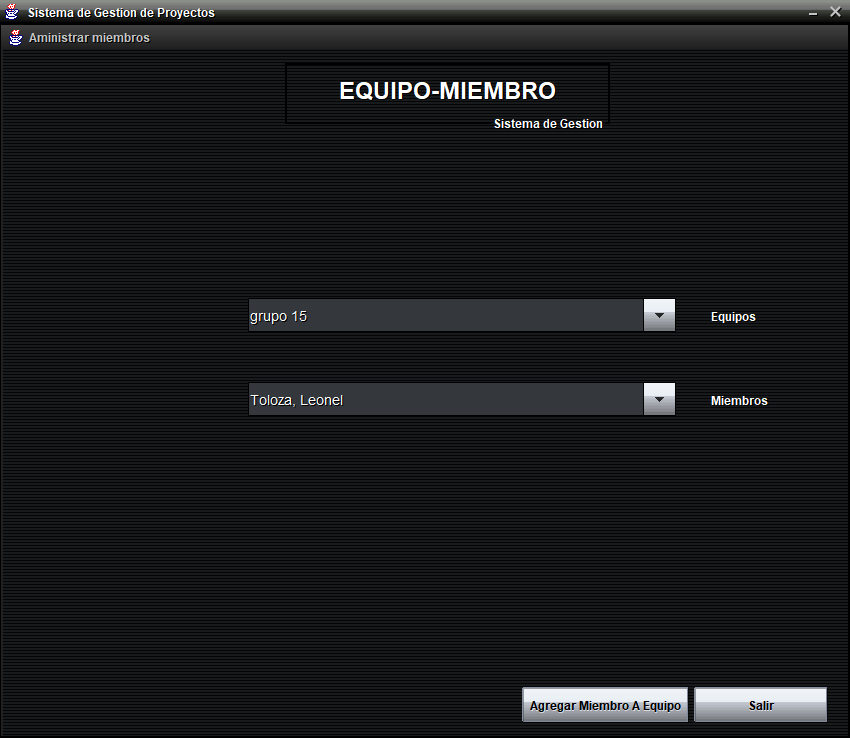 Sistema de Gestion de Proyectos
Aministrar miembros
EQUIPO-MIEMBRO
Sistema de Gestion
grupo 15
Equipos
Toloza, Leonel
Miembros
Agregar Miembro A Equipo
Salir